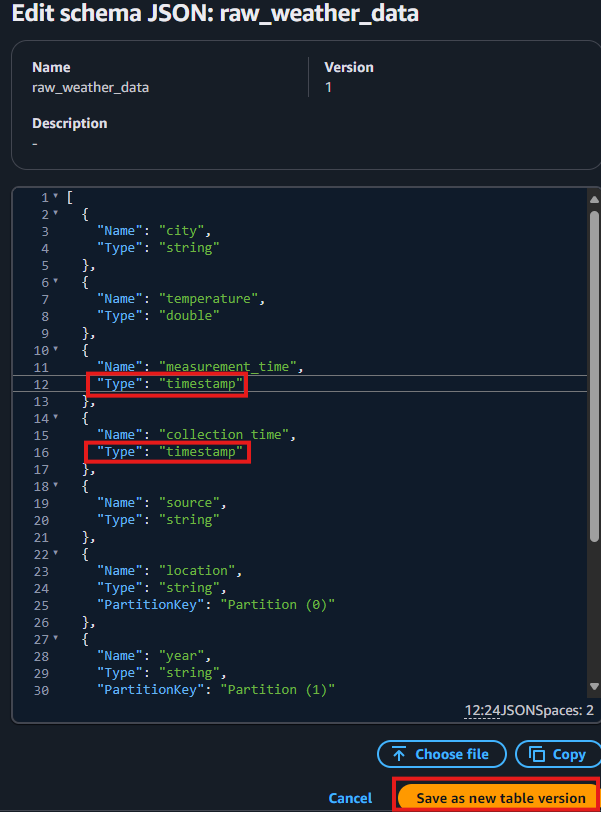 Edit schema JSON: raw_weather_data
Name
raw_weather_data
Version
1
Description
-
1 [
2 {
3 "Name": "city",
4 "Type": "string"
5 },
6 {
7 "Name": "temperature",
8 "Type": "double"
9 },
10 {
11 "Name": "measurement_time",
12 "Type": "timestamp"
13 },
14 {
15 "Name": "collection_time",
16 "Type": "timestamp"
17 },
18 {
19 "Name": "source",
20 "Type": "string"
21 },
22 {
23 "Name": "location",
24 "Type": "string",
25 "PartitionKey": "Partition (0)"
26 },
27 {
28 "Name": "year",
29 "Type": "string",
30 "PartitionKey": "Partition (1)"
12:24JSONSpaces: 2
Choose file Copy
Cancel Save as new table version